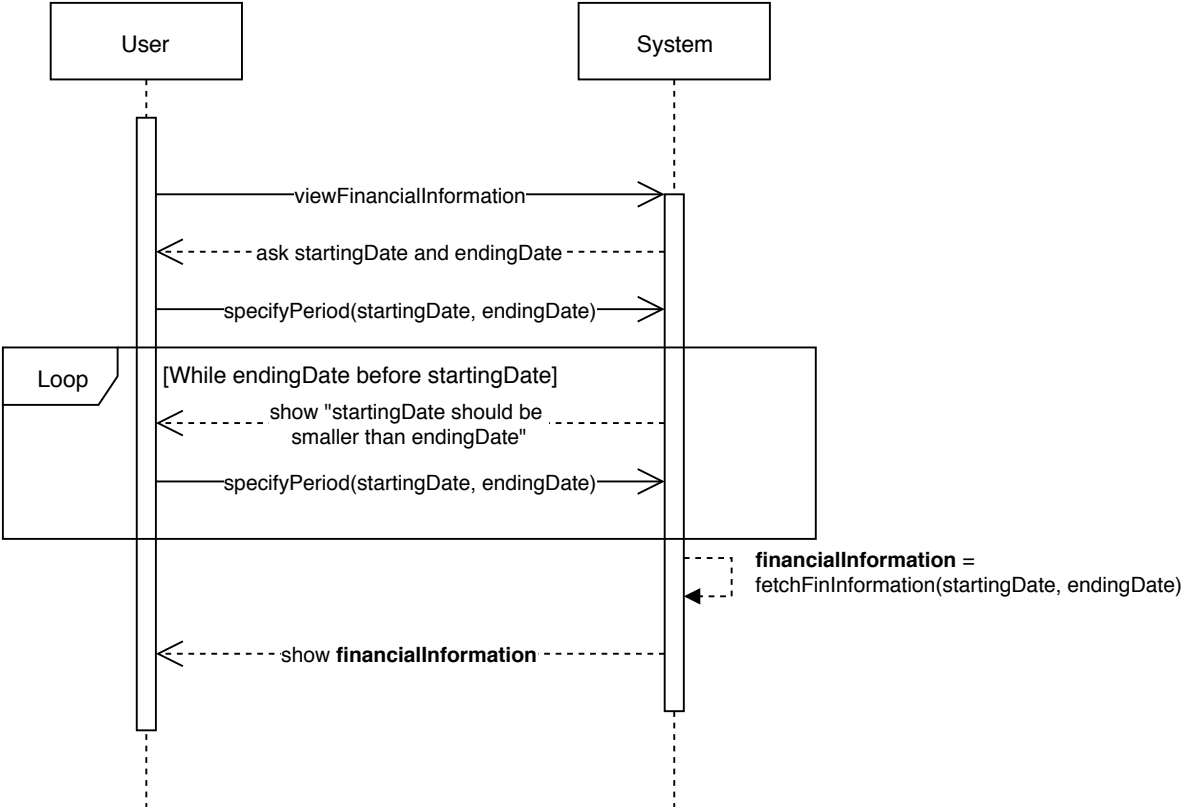 User
System
viewFinancialInformation
ask startingDate and endingDate
specifyPeriod(startingDate, endingDate)
Loop
[While endingDate before startingDate]
show "startingDate should be
smaller than endingDate"
specifyPeriod(startingDate, endingDate)
financialInformation =
fetchFinInformation(startingDate, endingDate)
show financialInformation